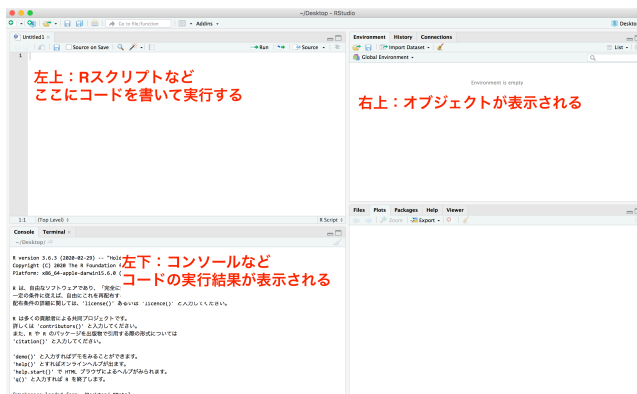 ~/Desktop - RStudio
Go to file/function
Addins
Untitled1
Source on Save
Run
Source
1
左上：Rスクリプトなど
ここにコードを書いて実行する
1:1
(Top Level)
R Script
Environment History Connections
Import Dataset
List
Global Environment
Environment is empty
右上：オブジェクトが表示される
Console Terminal
~/Desktop/
R version 3.6.3 (2020-02-29) -- "Hold
Copyright (C) 2020 The R Foundation
Platform: x86_64-apple-darwin15.6.0 (
左下：コンソールなど
コードの実行結果が表示される
R は、自由なソフトウェアであり、「完全に
一定の条件に従えば、自由にこれを再配布す
配布条件の詳細に関しては、'license()' あるいは 'licence()' と入力してください。
R は多くの貢献者による共同プロジェクトです。
詳しくは 'contributors()' と入力してください。
また、R や R のパッケージを出版物で引用する際の形式については
'citation()' と入力してください。
'demo()' と入力すればデモをみることができます。
'help()' とすればオンラインヘルプが出ます。
'help.start()' で HTML ブラウザによるヘルプがみられます。
'q()' と入力すれば R を終了します。
Files Plots Packages Help Viewer
Zoom
Export